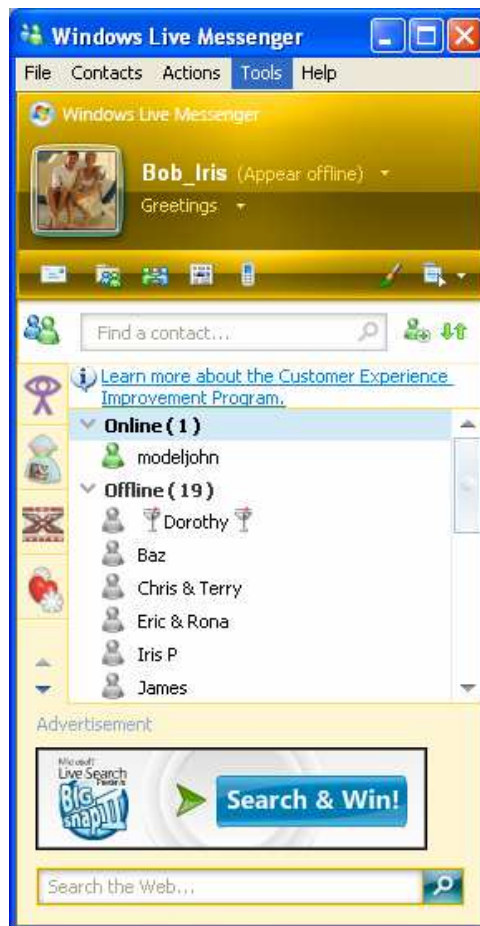 Windows Live Messenger
File Contacts Actions Tools Help
Windows Live Messenger
Bob_Iris (Appear offline)
Greetings
Find a contact...
Learn more about the Customer Experience
Improvement Program.
Online (1)
modeljohn
Offline (19)
Dorothy
Baz
Chris & Terry
Eric & Rona
Iris P
James
Advertisement
Microsoft
Live Search
Presents
BIG
snap!!!
Search & Win!
Search the Web...